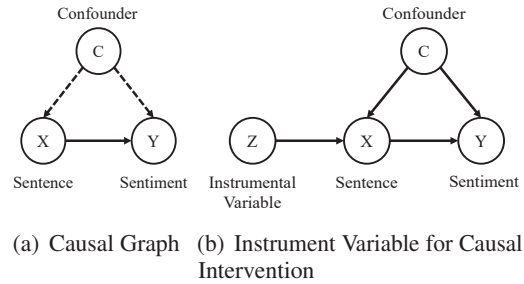 Confounder Confounder
C C
X Y Z X Y
Sentence Sentiment Instrumental Sentence Sentiment
Variable
(a) Causal Graph (b) Instrument Variable for Causal
Intervention